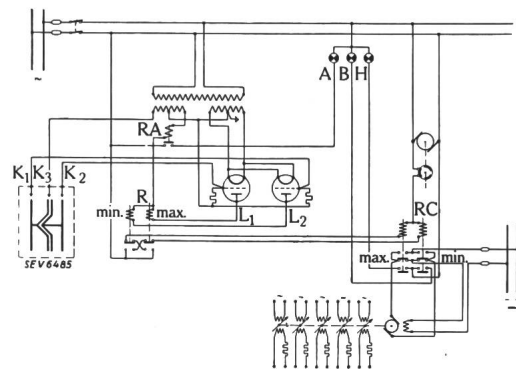 A B H
RA
K1 K3 K2
R
min. max.
L1 L2
RC
max. min.
SEV 6485